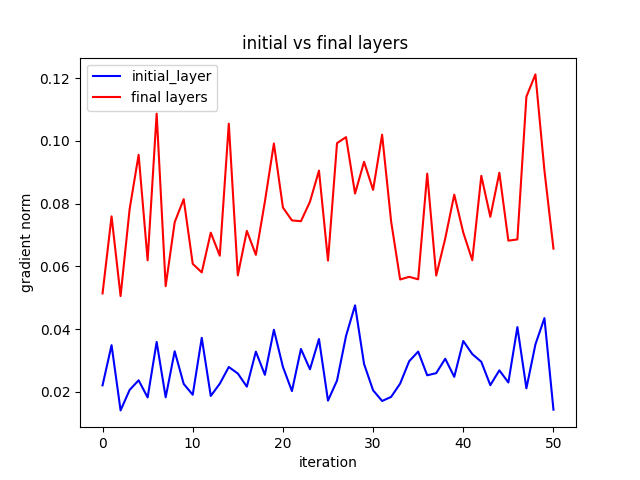 initial vs final layers
initial_layer
final layers
0.12
0.10
0.08
0.06
0.04
0.02
gradient norm
0 10 20 30 40 50
iteration